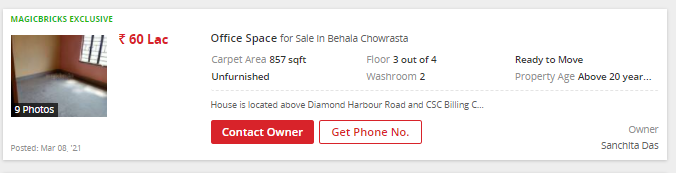 MAGICBRICKS EXCLUSIVE
₹ 60 Lac
Office Space for Sale in Behala Chowrasta
Carpet Area 857 sqft Floor 3 out of 4 Ready to Move
Unfurnished Washroom 2 Property Age Above 20 year...
9 Photos
House is located above Diamond Harbour Road and CSC Billing C...
Contact Owner Get Phone No.
Owner
Posted: Mar 08, '21 Sanchita Das